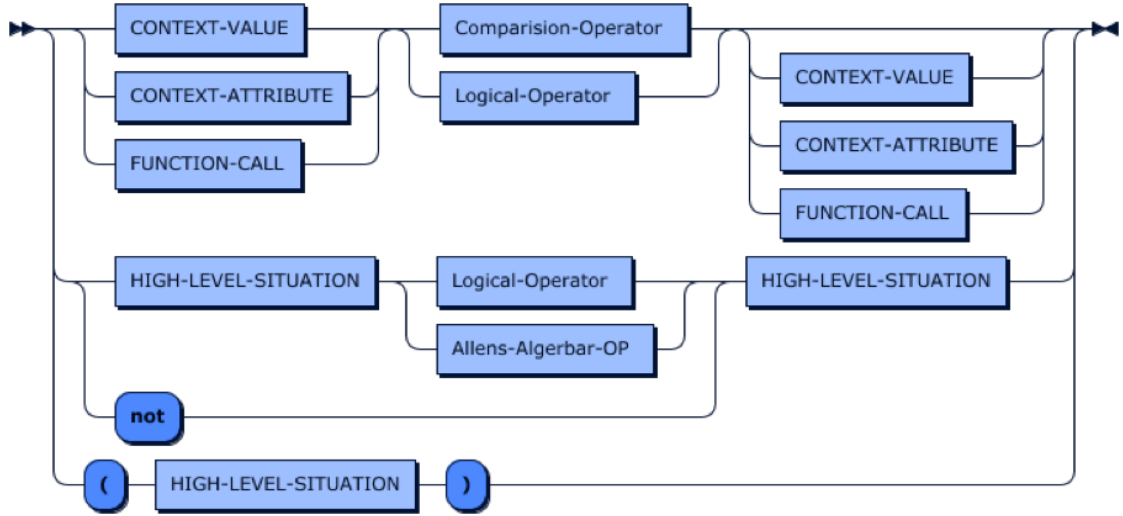 CONTEXT-VALUE Comparision-Operator
CONTEXT-VALUE
CONTEXT-ATTRIBUTE Logical-Operator
CONTEXT-ATTRIBUTE
FUNCTION-CALL
FUNCTION-CALL
HIGH-LEVEL-SITUATION Logical-Operator HIGH-LEVEL-SITUATION
Allens-Algerbar-OP
not
( HIGH-LEVEL-SITUATION )